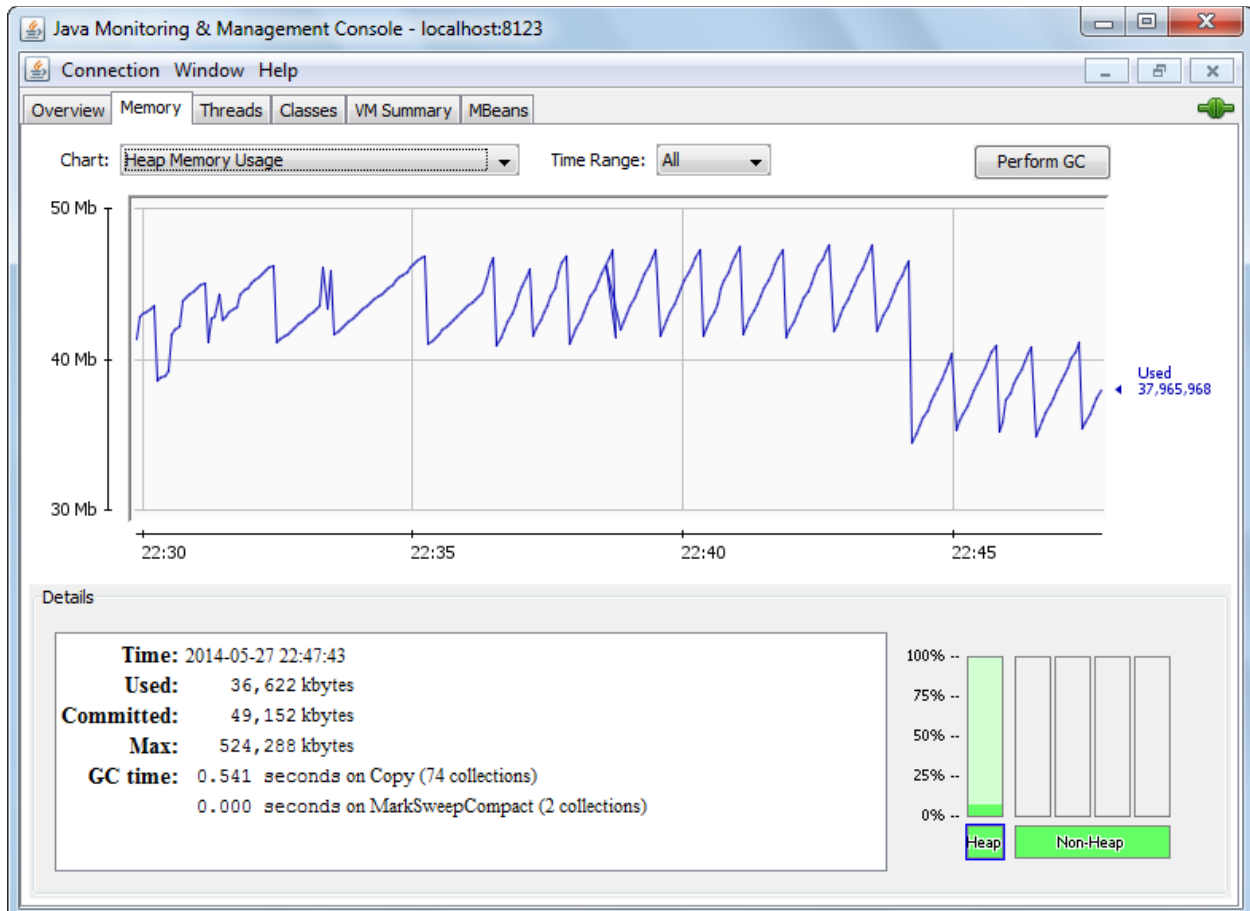 Java Monitoring & Management Console - localhost:8123
Connection Window Help
Overview Memory Threads Classes VM Summary MBeans
Chart: Heap Memory Usage Time Range: All Perform GC
50 Mb
40 Mb
Used
37,965,968
30 Mb
22:30 22:35 22:40 22:45
Details
Time: 2014-05-27 22:47:43
Used: 36,622 kbytes
Committed: 49,152 kbytes
Max: 524,288 kbytes
GC time: 0.541 seconds on Copy (74 collections)
0.000 seconds on MarkSweepCompact (2 collections)
100% --
75% --
50% --
25% --
0% --
Heap Non-Heap